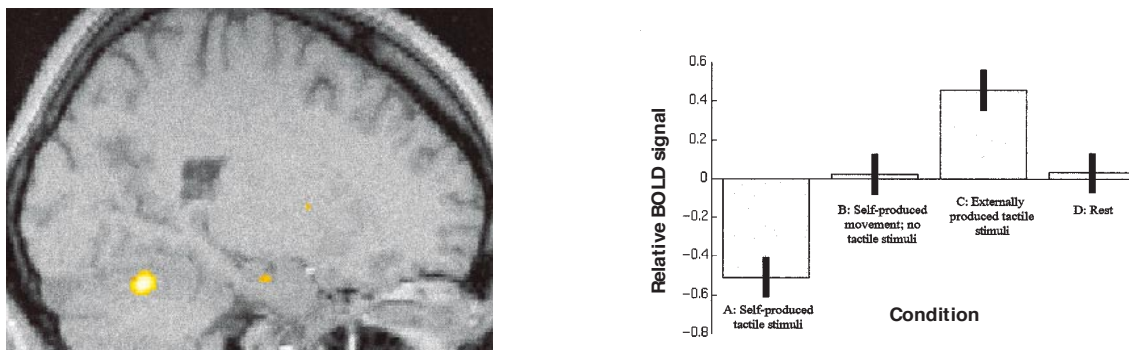 Relative BOLD signal
0.6
0.4
0.2
0
−0.2
−0.4
−0.6
−0.8
A: Self-produced
tactile stimuli
B: Self-produced
movement; no
tactile stimuli
C: Externally
produced tactile
stimuli
D: Rest
Condition